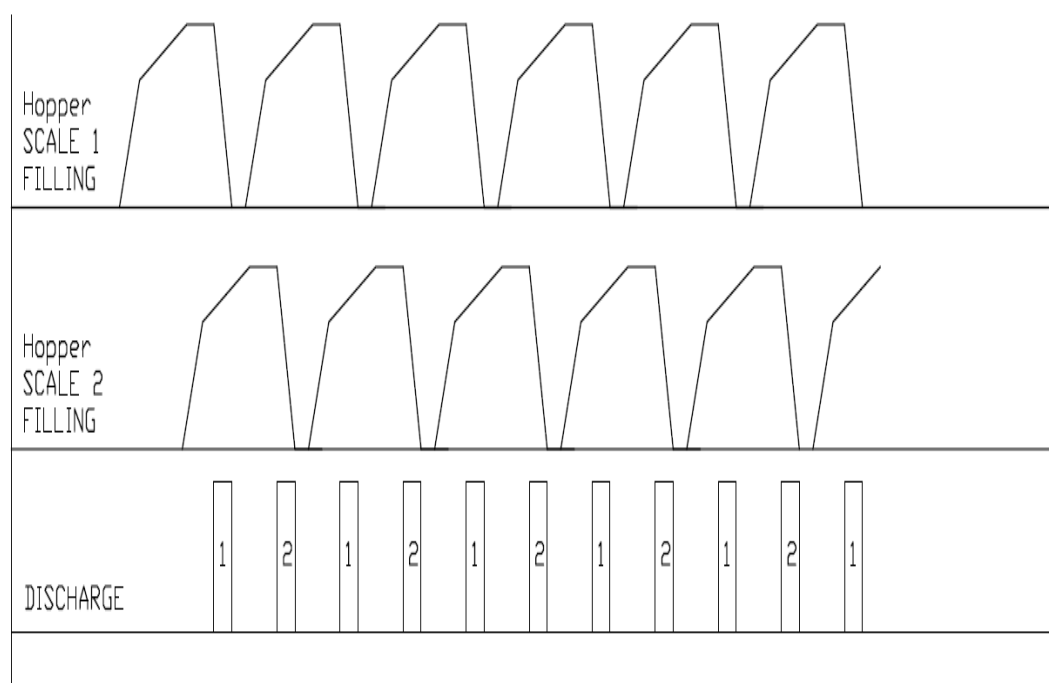 Hopper
SCALE 1
FILLING
Hopper
SCALE 2
FILLING
1 2 1 2 1 2 1 2 1 2 1
DISCHARGE